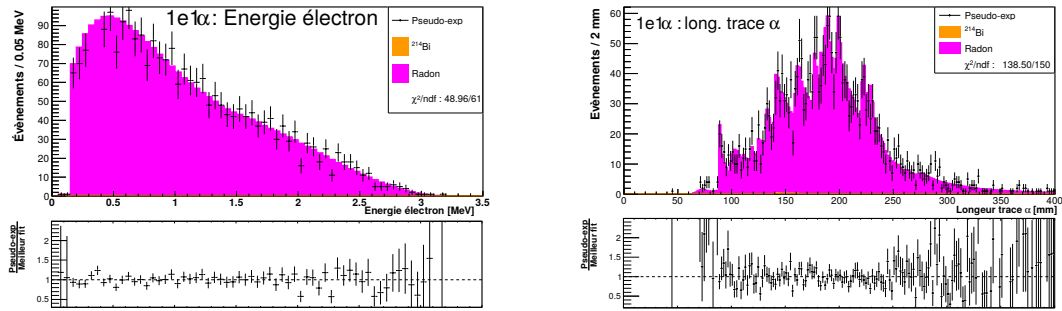 1e1α: Energie électron
Évènements / 0.05 MeV
90
80
70
60
50
40
30
20
10
0
Pseudo-exp
²¹⁴Bi
Radon
χ²/ndf : 48.96/61
0 0.5 1 1.5 2 2.5 3 3.5
Energie électron [MeV]
Pseudo-exp
Meilleur fit
2
1.5
1
0.5
1e1α : long. trace α
Evènements / 2 mm
60
50
40
30
20
10
0
Pseudo-exp
²¹⁴Bi
Radon
χ²/ndf : 138.50/150
0 50 100 150 200 250 300 350 400
Longeur trace α [mm]
Pseudo-exp
Meilleur fit
2
1.5
1
0.5